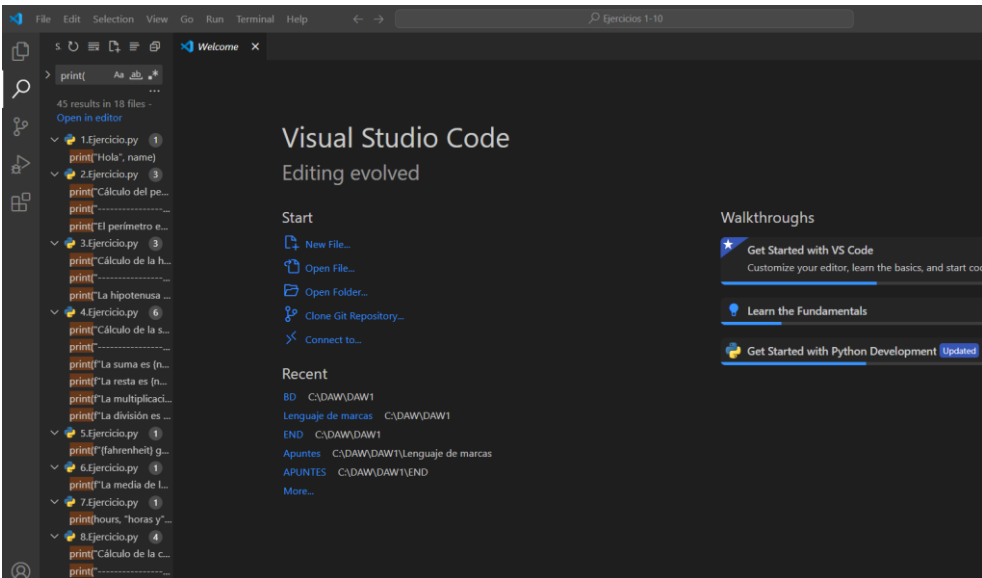 File Edit Selection View Go Run Terminal Help
Ejercicios 1-10
S
Welcome
print(
Aa ab
45 results in 18 files -
Open in editor
1.Ejercicio.py 1
print("Hola", name)
2.Ejercicio.py 3
print("Cálculo del pe...
print("----------------...
print("El perímetro e...
3.Ejercicio.py 3
print("Cálculo de la h...
print("----------------...
print("La hipotenusa ...
4.Ejercicio.py 6
print("Cálculo de la s...
print("----------------...
print(f"La suma es {n...
print(f"La resta es {n...
print(f"La multiplicaci...
print(f"La división es ...
5.Ejercicio.py 1
print(f"{fahrenheit} g...
6.Ejercicio.py 1
print(f"La media de l...
7.Ejercicio.py 1
print(hours, "horas y"...
8.Ejercicio.py 4
print("Cálculo de la c...
print("----------------...
Visual Studio Code
Editing evolved
Start
New File...
Open File...
Open Folder...
Clone Git Repository...
Connect to...
Recent
BD C:\DAW\DAW1
Lenguaje de marcas C:\DAW\DAW1
END C:\DAW\DAW1
Apuntes C:\DAW\DAW1\Lenguaje de marcas
APUNTES C:\DAW\DAW1\END
More...
Walkthroughs
Get Started with VS Code
Customize your editor, learn the basics, and start co
Learn the Fundamentals
Get Started with Python Development Updated